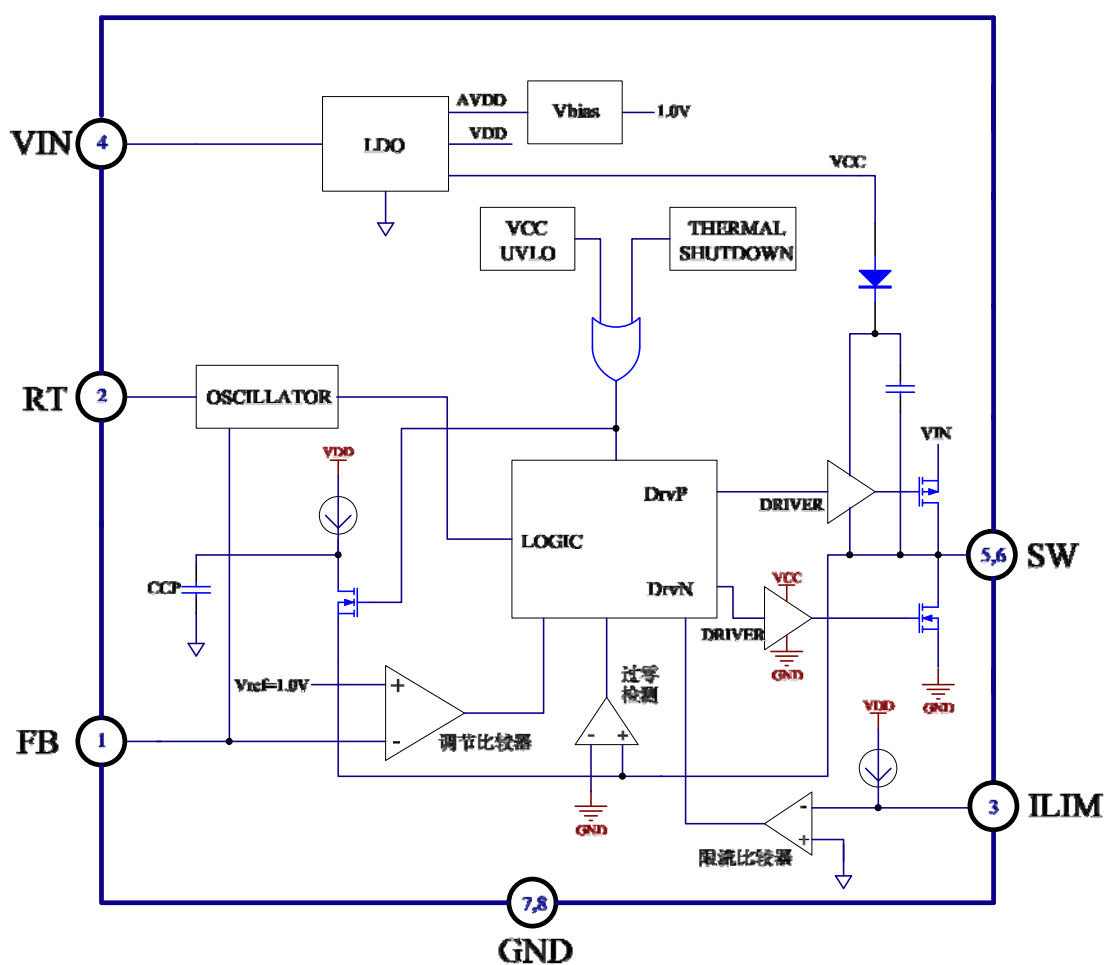 AVDD
Vbias
1.0V
VIN
4
LDO
VDD
VCC
VCC
UVLO
THERMAL
SHUTDOWN
RT
2
OSCILLATOR
VDD
VIN
DrvP
DRIVER
LOGIC
5,6
SW
CCP
DrvN
VCC
DRIVER
GND
过零
检测
Vref=1.0V
+
GND
VDD
FB
1
-
调节比较器
-
+
GND
-
3
ILIM
+
限流比较器
7,8
GND